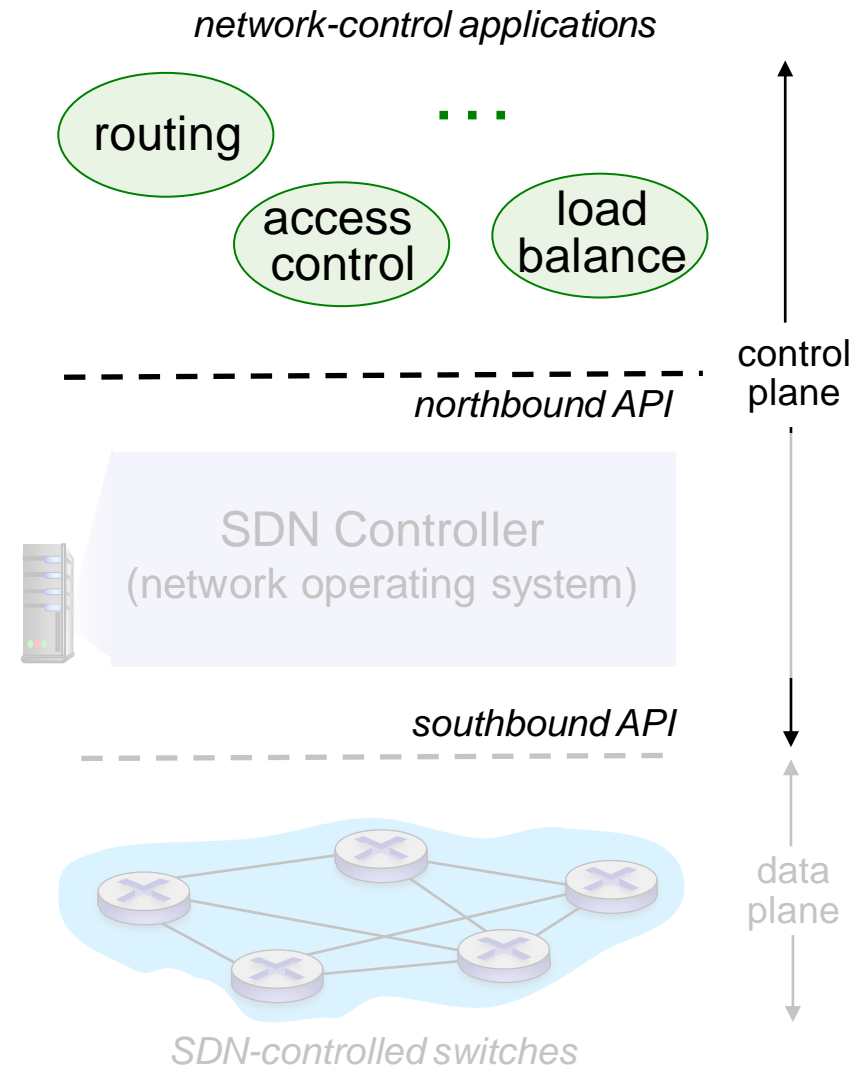 network-control applications
routing
...
access
control
load
balance
control
plane
northbound API
SDN Controller
(network operating system)
southbound API
data
plane
SDN-controlled switches